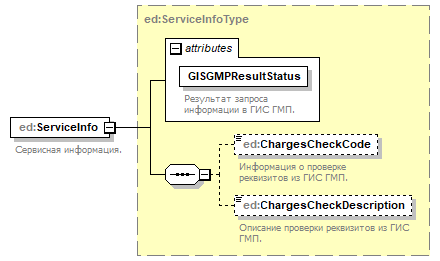 ed:ServiceInfoType
attributes
GISGMPResultStatus
Результат запроса
информации в ГИС ГМП.
ed:ServiceInfo
Сервисная информация.
ed:ChargesCheckCode
Информация о проверке
реквизитов из ГИС ГМП.
ed:ChargesCheckDescription
Описание проверки реквизитов из ГИС
ГМП.